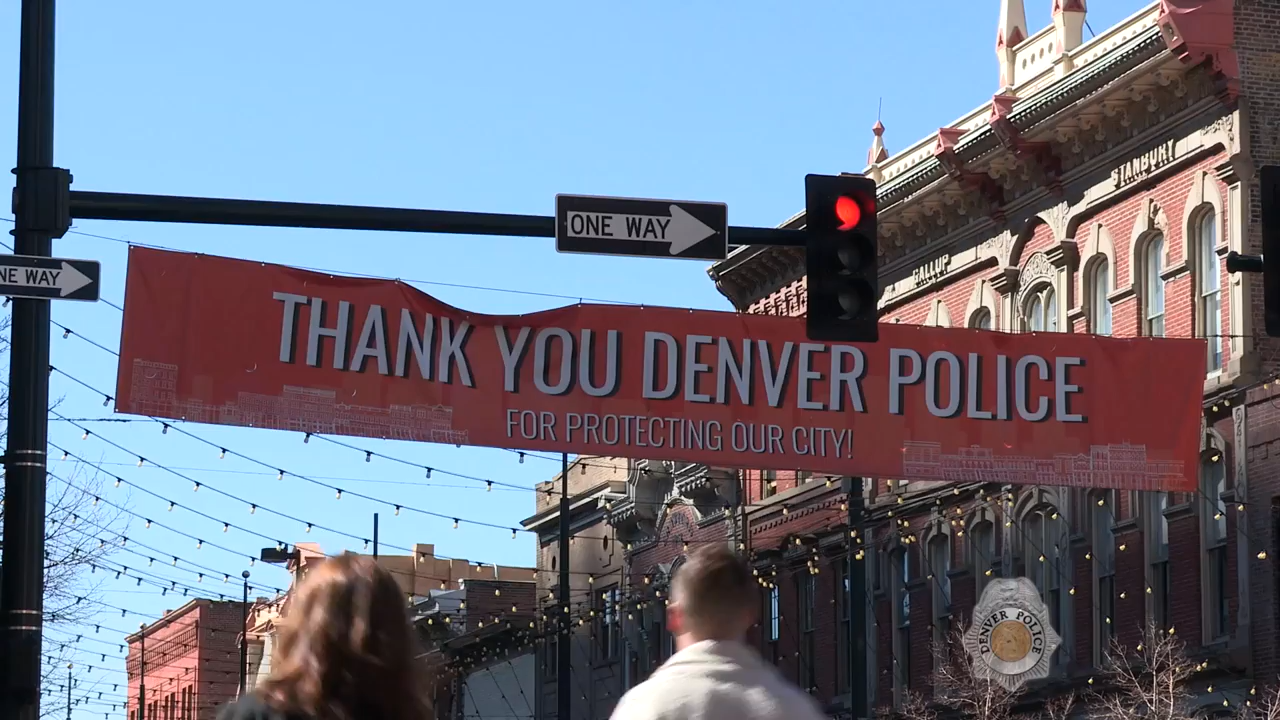 STANBURY
ONE WAY
GALLUP
NE WAY
THANK YOU DENVER POLICE
FOR PROTECTING OUR CITY!
DENVER POLICE